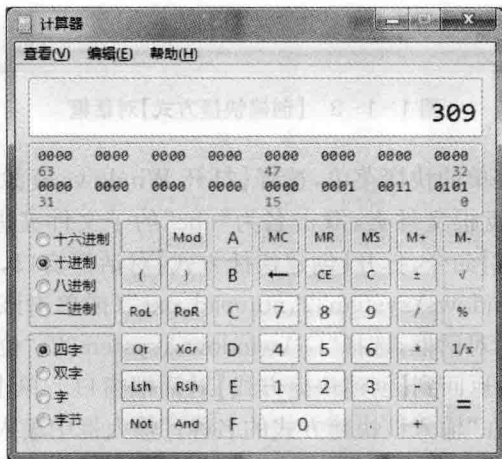 计算器
查看(V) 编辑(E) 帮助(H)
309
0000 0000 0000 0000 0000 0000 0000 0000
63 47 32
0000 0000 0000 0000 0000 0001 0011 0101
31 15 0
十六进制 Mod A MC MR MS M+ M-
十进制 ( ) B ← CE C ± √
八进制
二进制 RoL RoR C 7 8 9 / %
四字 Or Xor D 4 5 6 * 1/x
双字
字 Lsh Rsh E 1 2 3 - =
字节 Not And F 0 . +